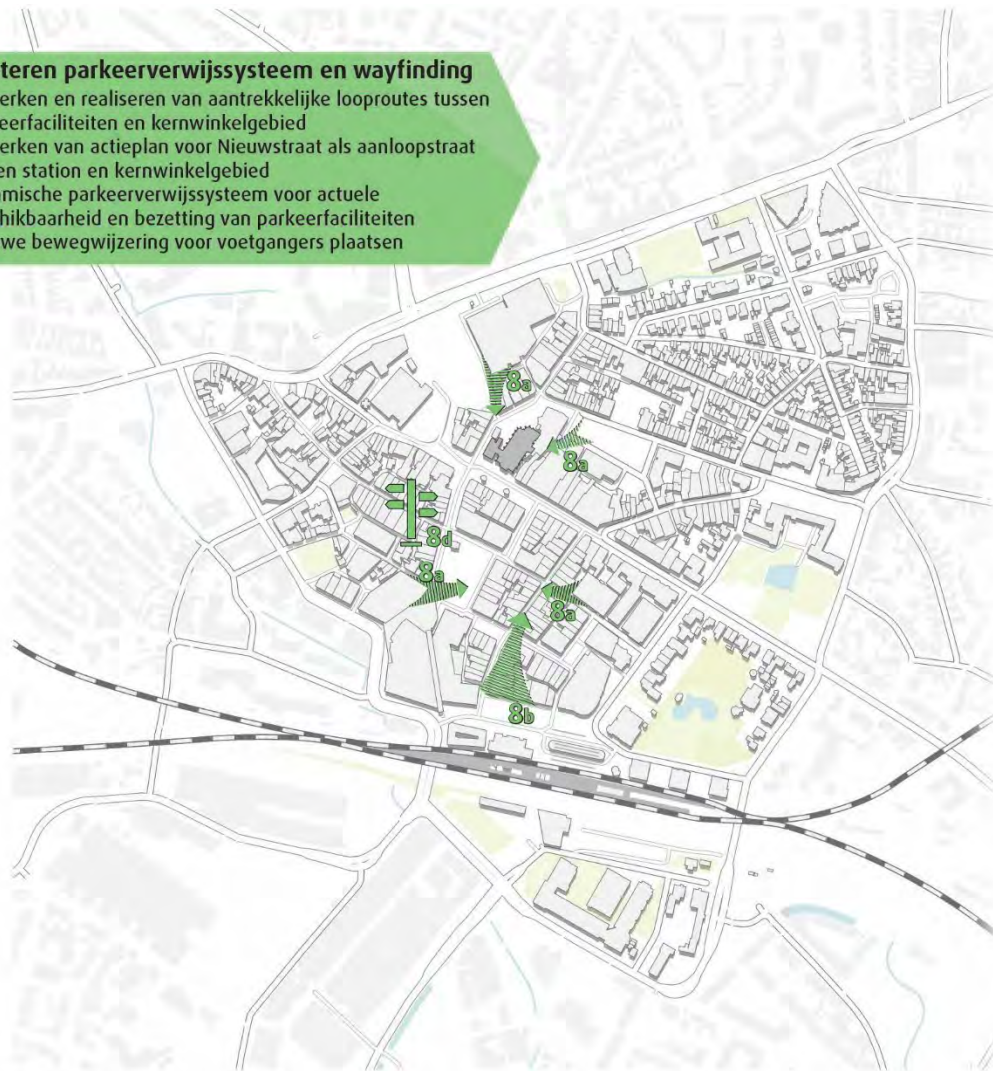 teren parkeerverwijssysteem en wayfinding
erken en realiseren van aantrekkelijke looproutes tussen
eerfaciliteiten en kernwinkelgebied
erken van actieplan voor Nieuwstraat als aanloopstraat
en station en kernwinkelgebied
amische parkeerverwijssysteem voor actuele
hikbaarheid en bezetting van parkeerfaciliteiten
we bewegwijzering voor voetgangers plaatsen
8a
8a
8d
8a
8a
8b